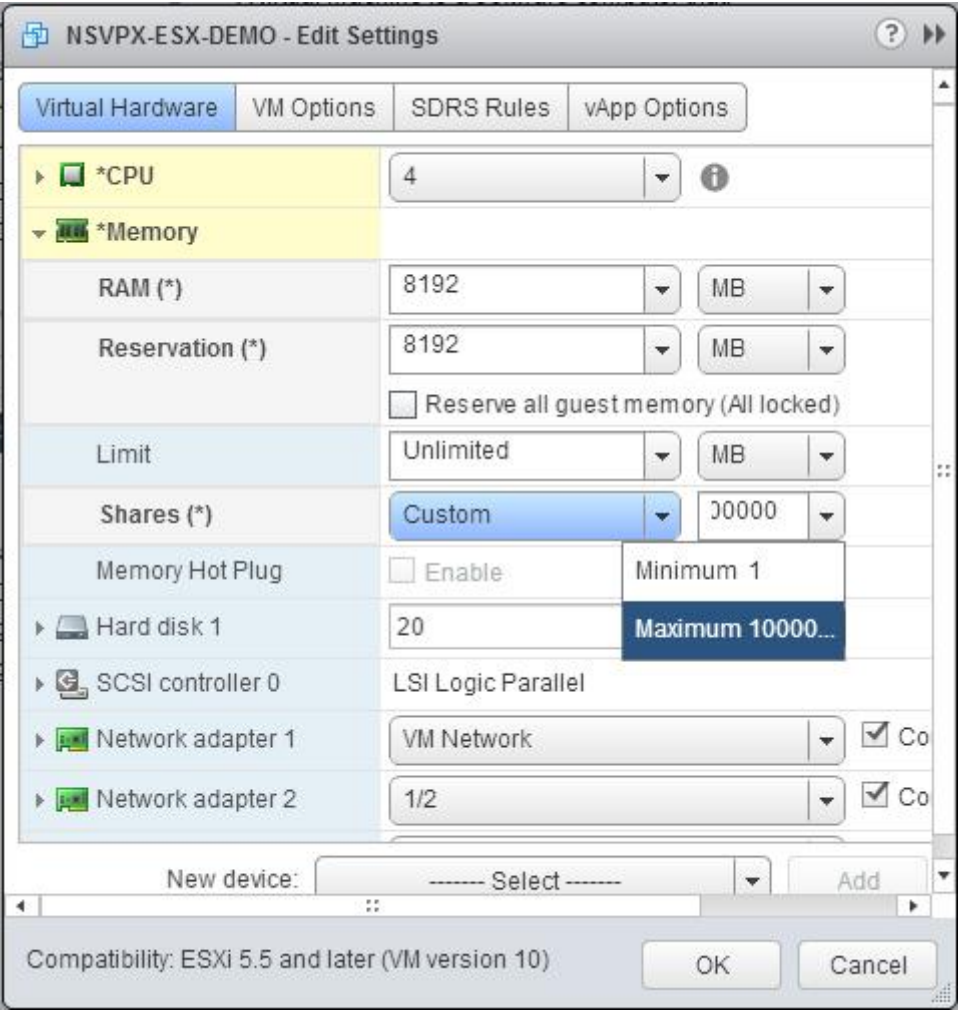 NSVPX-ESX-DEMO - Edit Settings
Virtual Hardware VM Options SDRS Rules vApp Options
*CPU 4
*Memory
RAM (*) 8192 MB
Reservation (*) 8192 MB
Reserve all guest memory (All locked)
Limit Unlimited MB
Shares (*) Custom 00000
Memory Hot Plug Enable Minimum 1
Hard disk 1 20 Maximum 10000...
SCSI controller 0 LSI Logic Parallel
Network adapter 1 VM Network Co
Network adapter 2 1/2 Co
New device: ------- Select ------- Add
Compatibility: ESXi 5.5 and later (VM version 10) OK Cancel